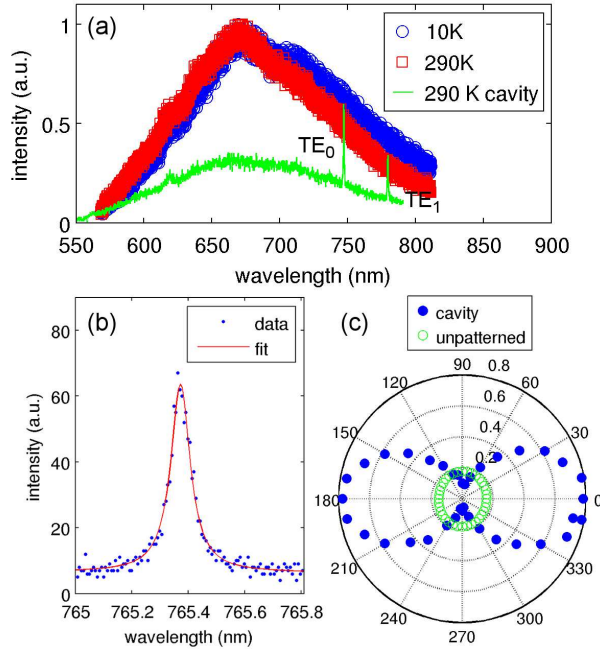 (a)
10K
290K
290 K cavity
TE0
TE1
intensity (a.u.)
1
0.5
0
550 600 650 700 750 800 850 900
wavelength (nm)
(b)
data
fit
intensity (a.u.)
80
60
40
20
0
765 765.2 765.4 765.6 765.8
wavelength (nm)
(c)
cavity
unpatterned
90
0.8
120
60
0.6
0.4
150
30
0.2
180
0
210
330
240
300
270